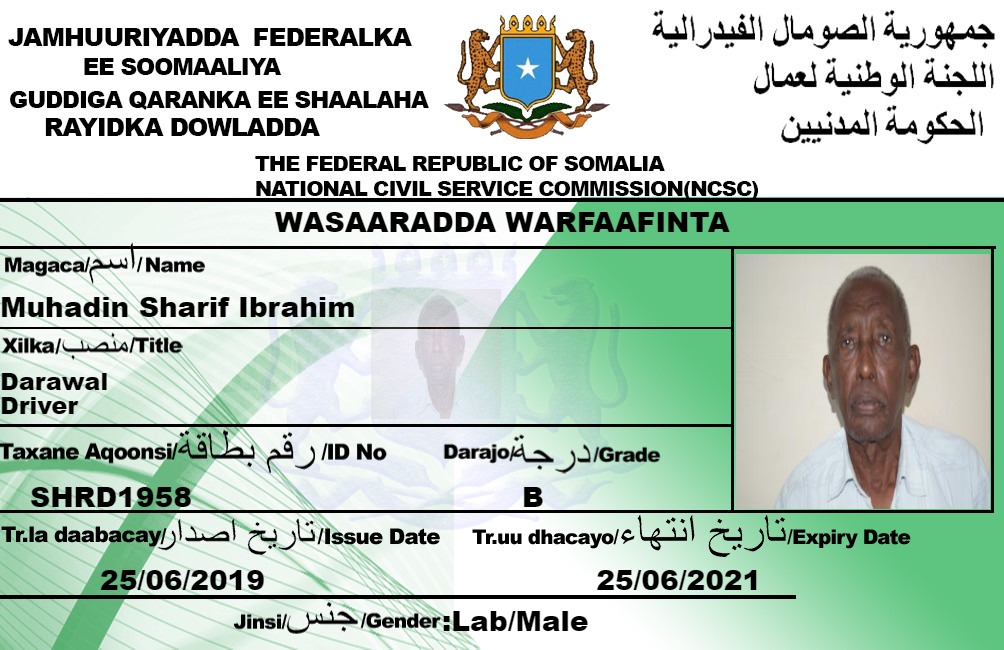 JAMHUURIYADDA FEDERALKA
EE SOOMAALIYA
GUDDIGA QARANKA EE SHAALAHA
RAYIDKA DOWLADDA
جمهورية الصومال الفيدرالية
اللجنة الوطنية لعمال
الحكومة المدنيين
THE FEDERAL REPUBLIC OF SOMALIA
NATIONAL CIVIL SERVICE COMMISSION(NCSC)
WASAARADDA WARFAAFINTA
Magaca/اسم/Name
Muhadin Sharif Ibrahim
Xilka/منصب/Title
Darawal
Driver
Taxane Aqoonsi/رقم بطاقة/ID No
Darajo/درجة/Grade
SHRD1958
B
Tr.la daabacay/تاريخ اصدار/Issue Date
Tr.uu dhacayo/تاريخ انتهاء/Expiry Date
25/06/2019
25/06/2021
Jinsi/جنس/Gender:Lab/Male